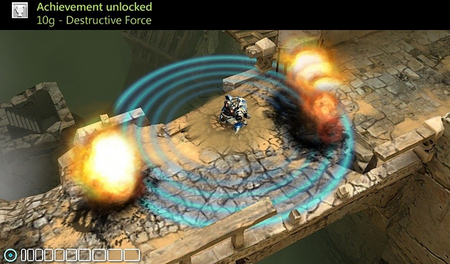 Achievement unlocked
10g - Destructive Force